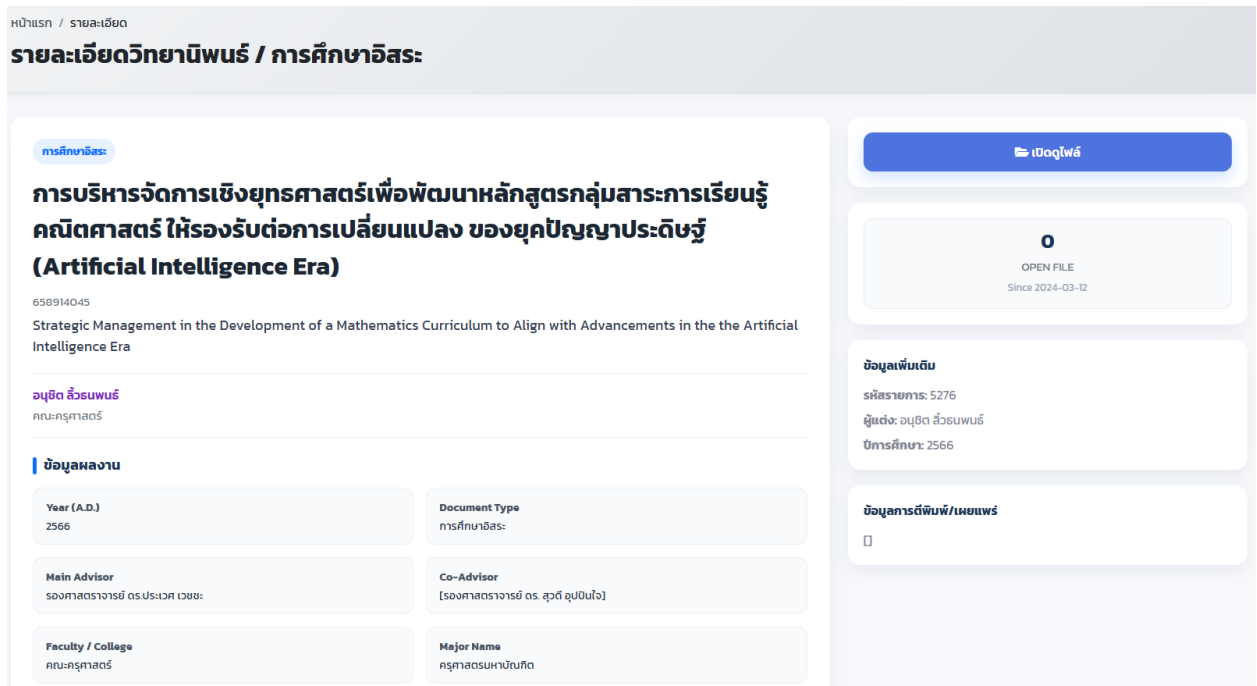 หน้าแรก / รายละเอียด
รายละเอียดวิทยานิพนธ์ / การศึกษาอิสระ
การศึกษาอิสระ
การบริหารจัดการเชิงยุทธศาสตร์เพื่อพัฒนาหลักสูตรกลุ่มสาระการเรียนรู้
คณิตศาสตร์ ให้รองรับต่อการเปลี่ยนแปลง ของยุคปัญญาประดิษฐ์
(Artificial Intelligence Era)
658914045
Strategic Management in the Development of a Mathematics Curriculum to Align with Advancements in the the Artificial
Intelligence Era
อนุชิต ลิ้วธนพนธ์
คณะครุศาสตร์
ข้อมูลผลงาน
Year (A.D.)
2566
Document Type
การศึกษาอิสระ
Main Advisor
รองศาสตราจารย์ ดร.ประเวศ เวชชะ
Co-Advisor
[รองศาสตราจารย์ ดร. สุวดี อุปปินใจ]
Faculty / College
คณะครุศาสตร์
Major Name
ครุศาสตรมหาบัณฑิต
เปิดดูไฟล์
0
OPEN FILE
Since 2024-03-12
ข้อมูลเพิ่มเติม
รหัสรายการ: 5276
ผู้แต่ง: อนุชิต ลิ้วธนพนธ์
ปีการศึกษา: 2566
ข้อมูลการตีพิมพ์/เผยแพร่
[]